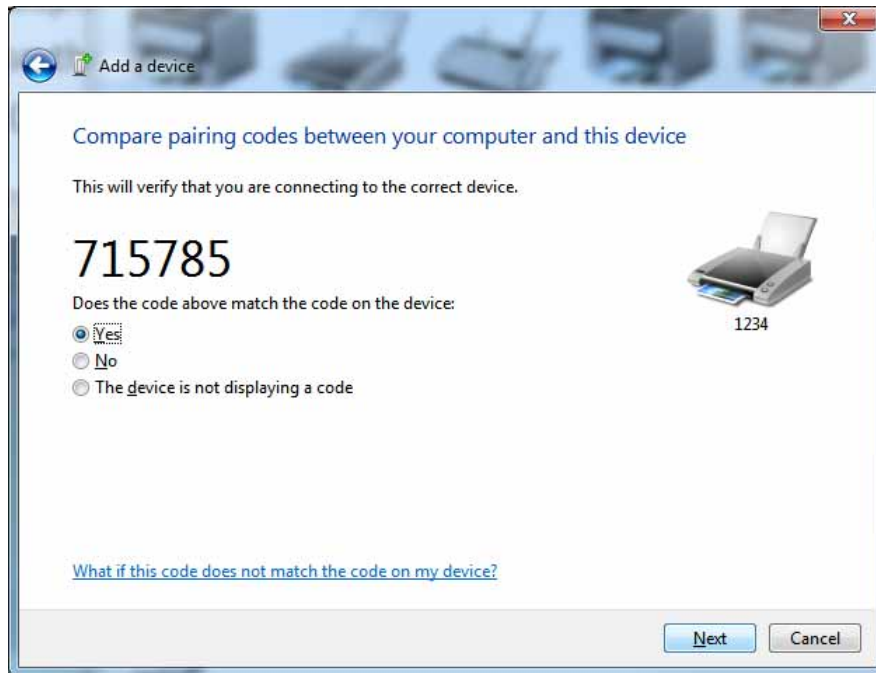 Add a device
Compare pairing codes between your computer and this device
This will verify that you are connecting to the correct device.
715785
Does the code above match the code on the device:
Yes
No
The device is not displaying a code
1234
What if this code does not match the code on my device?
Next Cancel